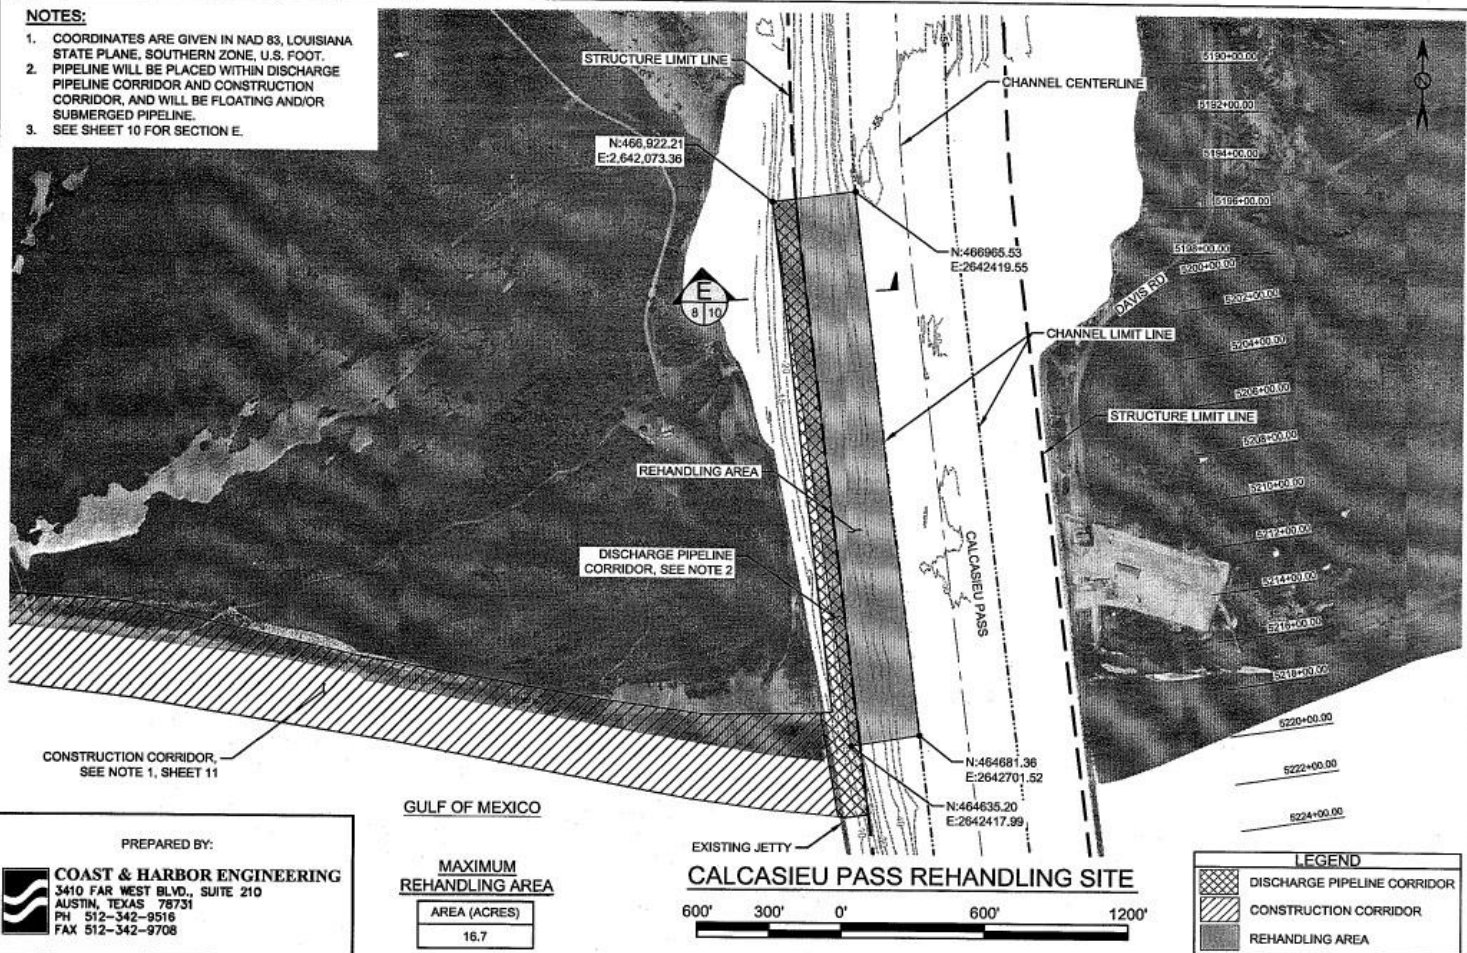 NOTES:
1. COORDINATES ARE GIVEN IN NAD 83, LOUISIANA
STATE PLANE, SOUTHERN ZONE, U.S. FOOT.
2. PIPELINE WILL BE PLACED WITHIN DISCHARGE
PIPELINE CORRIDOR AND CONSTRUCTION
CORRIDOR, AND WILL BE FLOATING AND/OR
SUBMERGED PIPELINE.
3. SEE SHEET 10 FOR SECTION E.
STRUCTURE LIMIT LINE
-55
CHANNEL CENTERLINE
-55
5190+00.00
5192+00.00
5194+00.00
5196+00.00
5198+00.00
5200+00.00
5202+00.00
5204+00.00
5206+00.00
5208+00.00
5210+00.00
5212+00.00
5214+00.00
5216+00.00
5218+00.00
5220+00.00
5222+00.00
5224+00.00
N:466,922.21
E:2,642,073.36
N:466965.53
E:2642419.55
DAVIS RD
E
8 10
-20
CHANNEL LIMIT LINE
STRUCTURE LIMIT LINE
REHANDLING AREA
DISCHARGE PIPELINE
CORRIDOR, SEE NOTE 2
CALCASIEU PASS
CONSTRUCTION CORRIDOR,
SEE NOTE 1, SHEET 11
N:464681.36
E:2642701.52
N:464635.20
E:2642417.99
GULF OF MEXICO
EXISTING JETTY
PREPARED BY:
COAST & HARBOR ENGINEERING
3410 FAR WEST BLVD., SUITE 210
AUSTIN, TEXAS 78731
PH 512-342-9516
FAX 512-342-9708
MAXIMUM
REHANDLING AREA
AREA (ACRES)
16.7
CALCASIEU PASS REHANDLING SITE
600' 300' 0' 600' 1200'
LEGEND
DISCHARGE PIPELINE CORRIDOR
CONSTRUCTION CORRIDOR
REHANDLING AREA